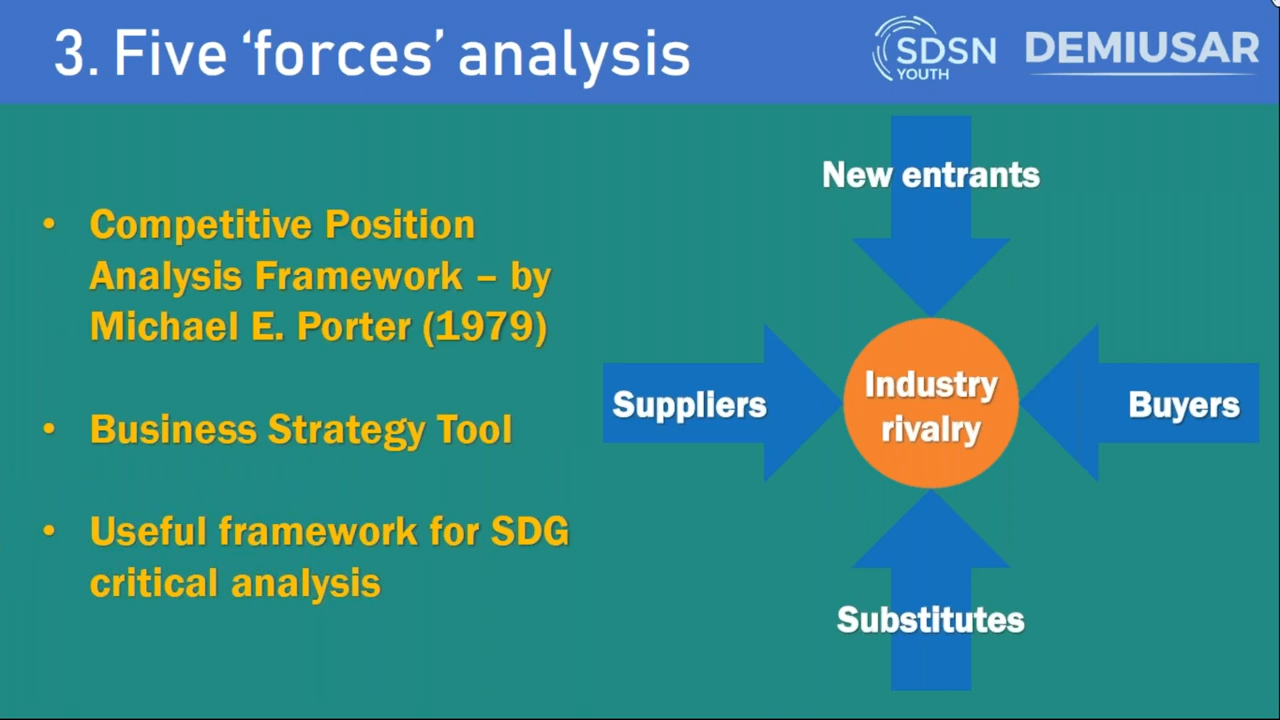 3. Five ‘forces’ analysis
SDSN
YOUTH
DEMIUSAR
• Competitive Position
Analysis Framework – by
Michael E. Porter (1979)
• Business Strategy Tool
• Useful framework for SDG
critical analysis
New entrants
Suppliers
Industry
rivalry
Buyers
Substitutes